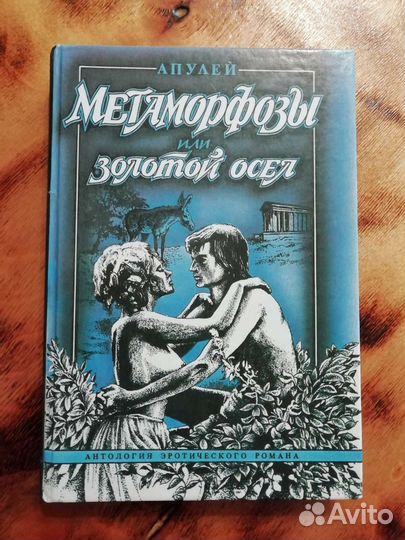 АПУЛЕЙ
МЕТАМОРФОЗЫ
или
золотой осел
АНТОЛОГИЯ ЭРОТИЧЕСКОГО РОМАНА
Avito